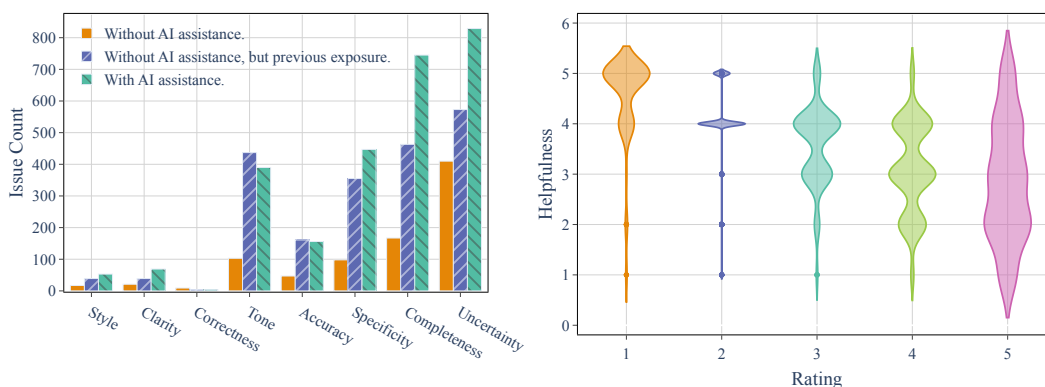 Without AI assistance.
Without AI assistance, but previous exposure.
With AI assistance.
Issue Count
800
700
600
500
400
300
200
100
0
Style
Clarity
Correctness
Tone
Accuracy
Specificity
Completeness
Uncertainty
Helpfulness
6
5
4
3
2
1
0
1
2
3
4
5
Rating